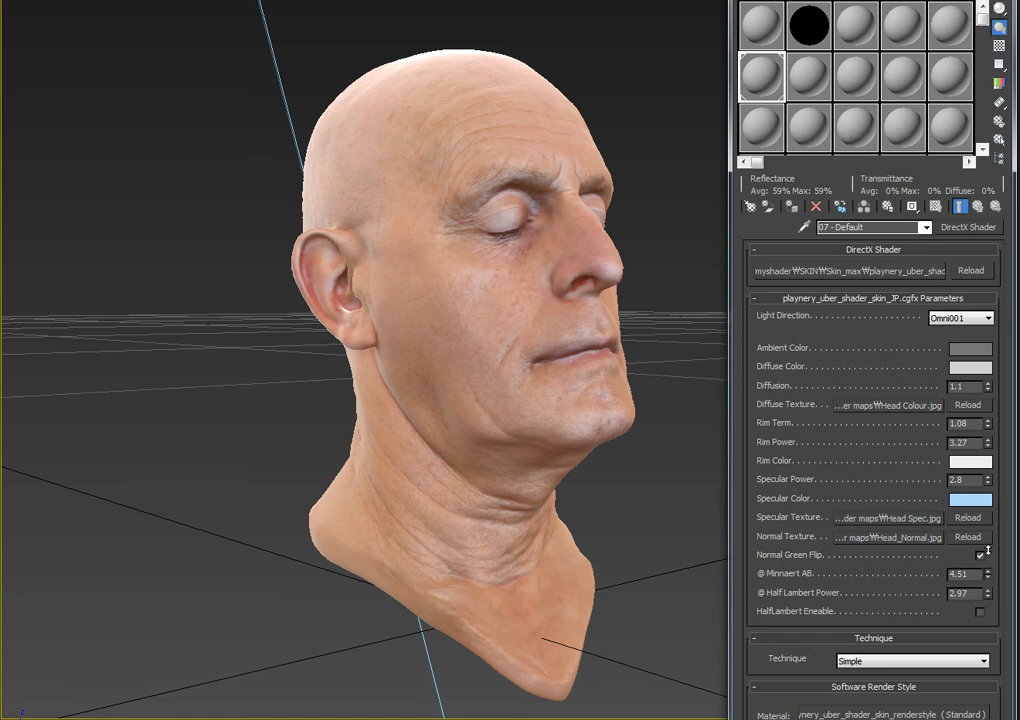 Reflectance
Transmittance
Avg: 59% Max: 59%
Avg: 0% Max: 0% Diffuse: 0%
07 - Default
DirectX Shader
- DirectX Shader
myshader₩SKIN₩Skin_max₩playnery_uber_shac Reload
- playnery_uber_shader_skin_JP.cgfx Parameters
Light Direction. Omni001
Ambient Color.
Diffuse Color.
Diffusion. 1.1
Diffuse Texture. ...er maps₩Head Colour.jpg Reload
Rim Term. 1.08
Rim Power. 3.27
Rim Color.
Specular Power. 2.8
Specular Color.
Specular Texture. ...der maps₩Head Spec.jpg Reload
Normal Texture. ...r maps₩Head_Normal.jpg Reload
Normal Green Flip.
@ Minnaert AB. 4.51
@ Half Lambert Power. 2.97
HalfLambert Eneable.
- Technique
Technique Simple
- Software Render Style
Material: /nery_uber_shader_skin_renderstyle ( Standard )
z